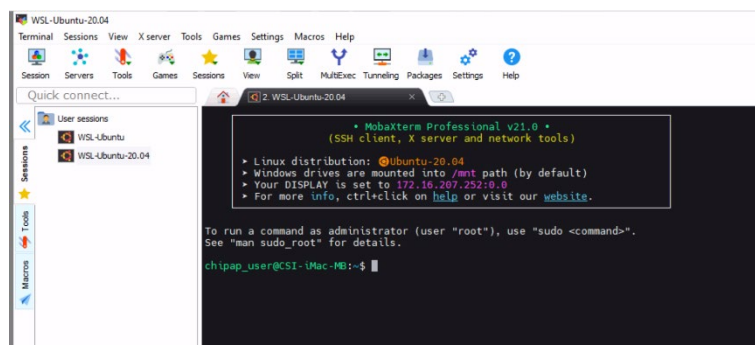 WSL-Ubuntu-20.04
Terminal Sessions View X server Tools Games Settings Macros Help
Session Servers Tools Games Sessions View Split MultiExec Tunneling Packages Settings Help
Quick connect...
2. WSL-Ubuntu-20.04
User sessions
WSL-Ubuntu
WSL-Ubuntu-20.04
Sessions
Tools
Macros
• MobaXterm Professional v21.0 •
(SSH client, X server and network tools)
➤ Linux distribution: Ubuntu-20.04
➤ Windows drives are mounted into /mnt path (by default)
➤ Your DISPLAY is set to 172.16.207.252:0.0
➤ For more info, ctrl+click on help or visit our website.
To run a command as administrator (user "root"), use "sudo <command>".
See "man sudo_root" for details.
chipap_user@CSI-iMac-MB:~$